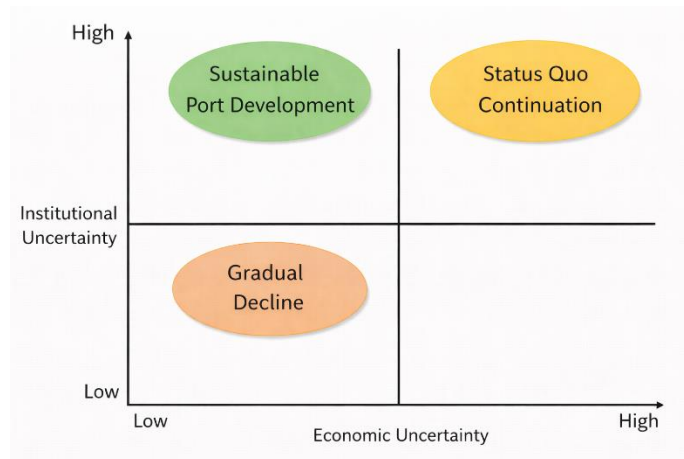 High
Sustainable
Port Development
Status Quo
Continuation
Institutional
Uncertainty
Gradual
Decline
Low
Low
Economic Uncertainty
High